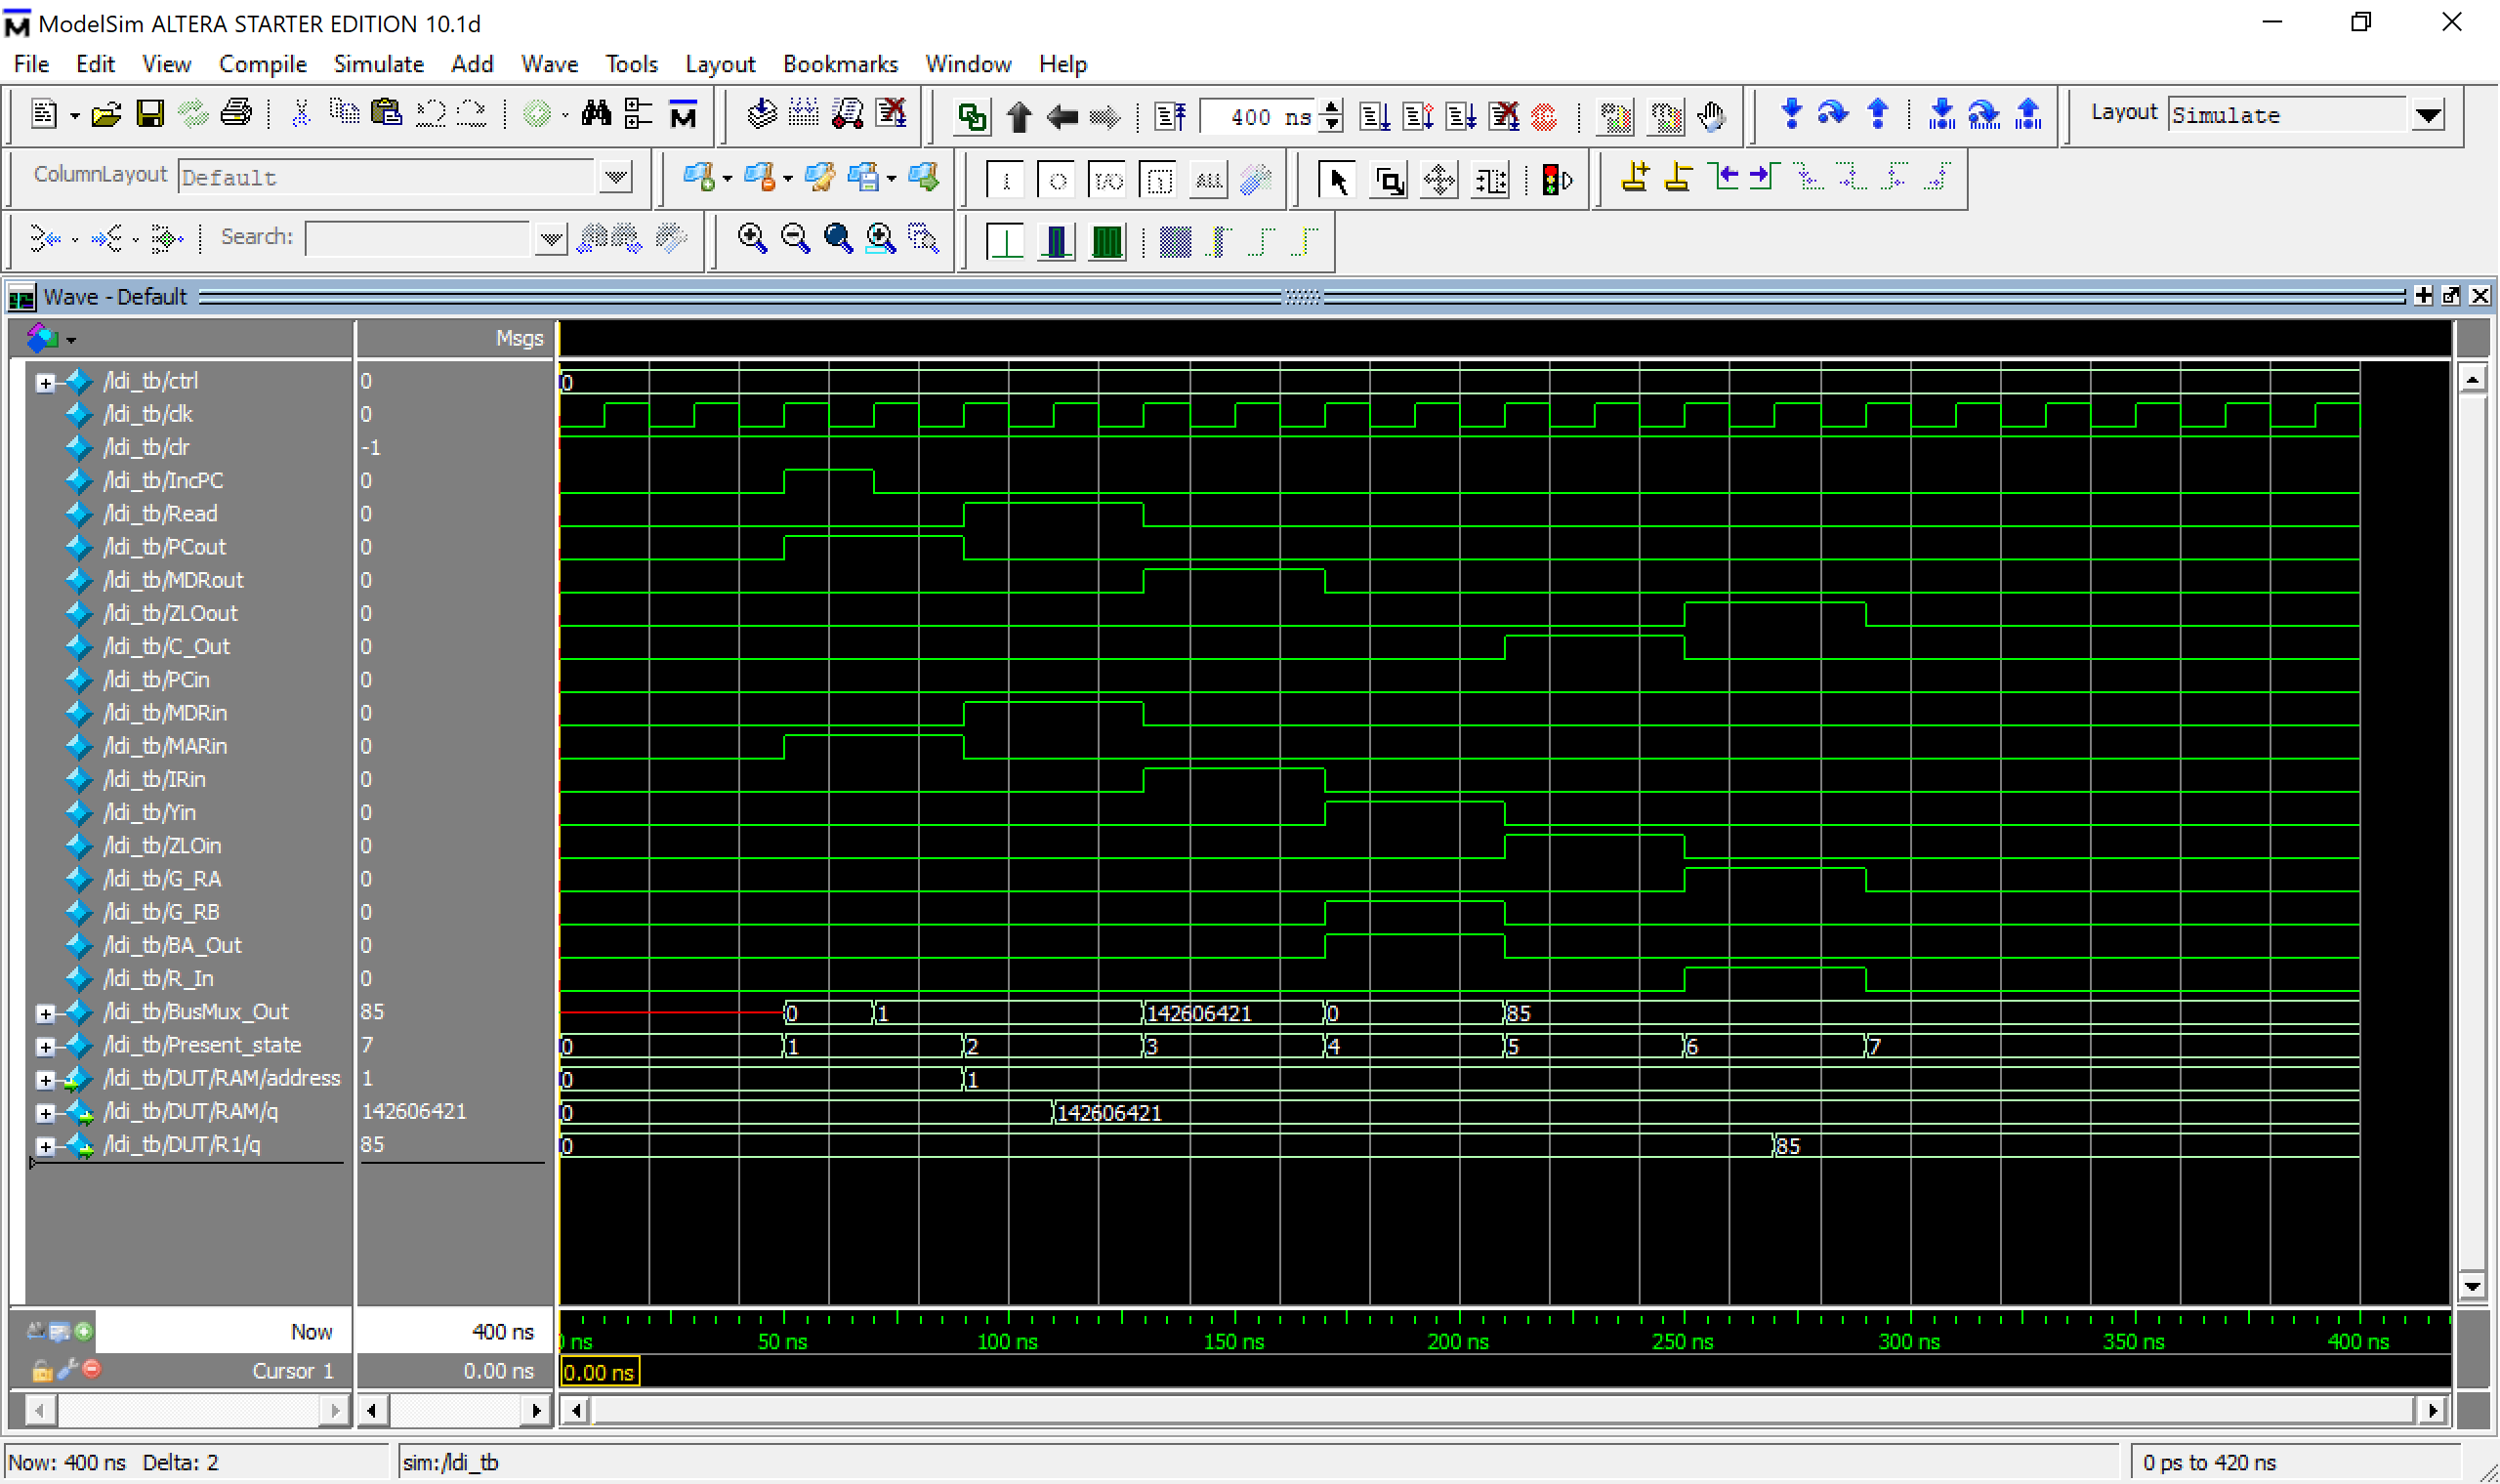 ModelSim ALTERA STARTER EDITION 10.1d
File Edit View Compile Simulate Add Wave Tools Layout Bookmarks Window Help
400 ns Layout Simulate
ColumnLayout Default ALL
Search:
Wave - Default
Msgs
/ldi_tb/ctrl 0 0
/ldi_tb/clk 0
/ldi_tb/clr -1
/ldi_tb/IncPC 0
/ldi_tb/Read 0
/ldi_tb/PCout 0
/ldi_tb/MDRout 0
/ldi_tb/ZLOout 0
/ldi_tb/C_Out 0
/ldi_tb/PCin 0
/ldi_tb/MDRin 0
/ldi_tb/MARin 0
/ldi_tb/IRin 0
/ldi_tb/Yin 0
/ldi_tb/ZLOin 0
/ldi_tb/G_RA 0
/ldi_tb/G_RB 0
/ldi_tb/BA_Out 0
/ldi_tb/R_In 0
/ldi_tb/BusMux_Out 85 0 1 142606421 0 85
/ldi_tb/Present_state 7 0 1 2 3 4 5 6 7
/ldi_tb/DUT/RAM/address 1 0 1
/ldi_tb/DUT/RAM/q 142606421 0 142606421
/ldi_tb/DUT/R1/q 85 0 85
Now 400 ns ns 50 ns 100 ns 150 ns 200 ns 250 ns 300 ns 350 ns 400 ns
Cursor 1 0.00 ns 0.00 ns
Now: 400 ns Delta: 2 sim:/ldi_tb 0 ps to 420 ns